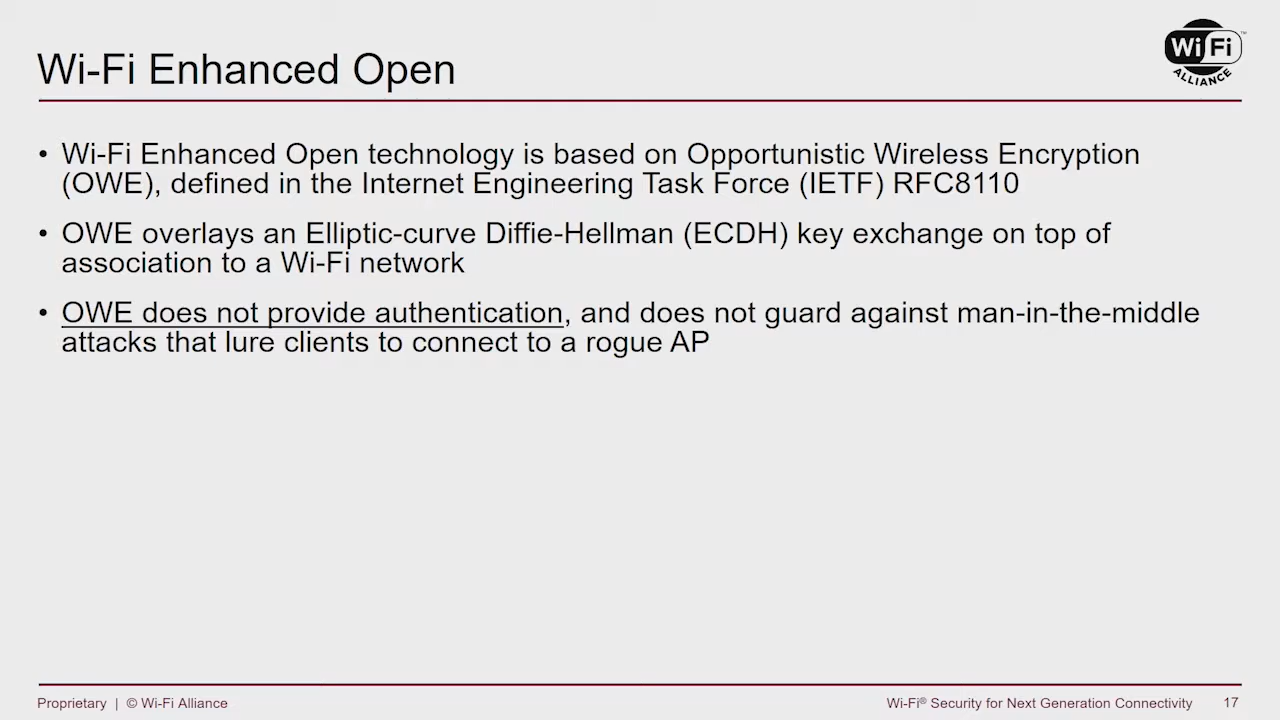 Wi-Fi Enhanced Open
Wi Fi™
ALLIANCE
• Wi-Fi Enhanced Open technology is based on Opportunistic Wireless Encryption
(OWE), defined in the Internet Engineering Task Force (IETF) RFC8110
• OWE overlays an Elliptic-curve Diffie-Hellman (ECDH) key exchange on top of
association to a Wi-Fi network
• OWE does not provide authentication, and does not guard against man-in-the-middle
attacks that lure clients to connect to a rogue AP
Proprietary | © Wi-Fi Alliance
Wi-Fi® Security for Next Generation Connectivity 17